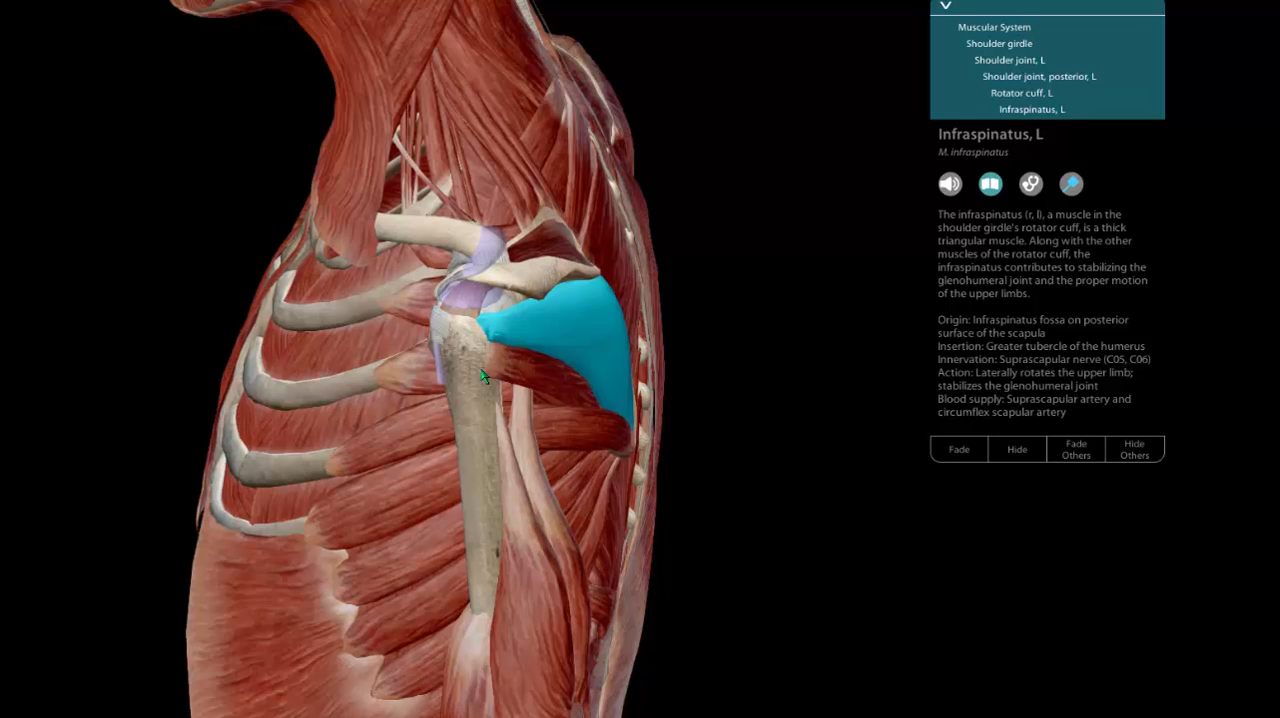 Muscular System
Shoulder girdle
Shoulder joint, L
Shoulder joint, posterior, L
Rotator cuff, L
Infraspinatus, L
Infraspinatus, L
M. infraspinatus
The infraspinatus (r, l), a muscle in the
shoulder girdle's rotator cuff, is a thick
triangular muscle. Along with the other
muscles of the rotator cuff, the
infraspinatus contributes to stabilizing the
glenohumeral joint and the proper motion
of the upper limbs.
Origin: Infraspinatus fossa on posterior
surface of the scapula
Insertion: Greater tubercle of the humerus
Innervation: Suprascapular nerve (C05, C06)
Action: Laterally rotates the upper limb;
stabilizes the glenohumeral joint
Blood supply: Suprascapular artery and
circumflex scapular artery
Fade
Hide
Fade
Others
Hide
Others